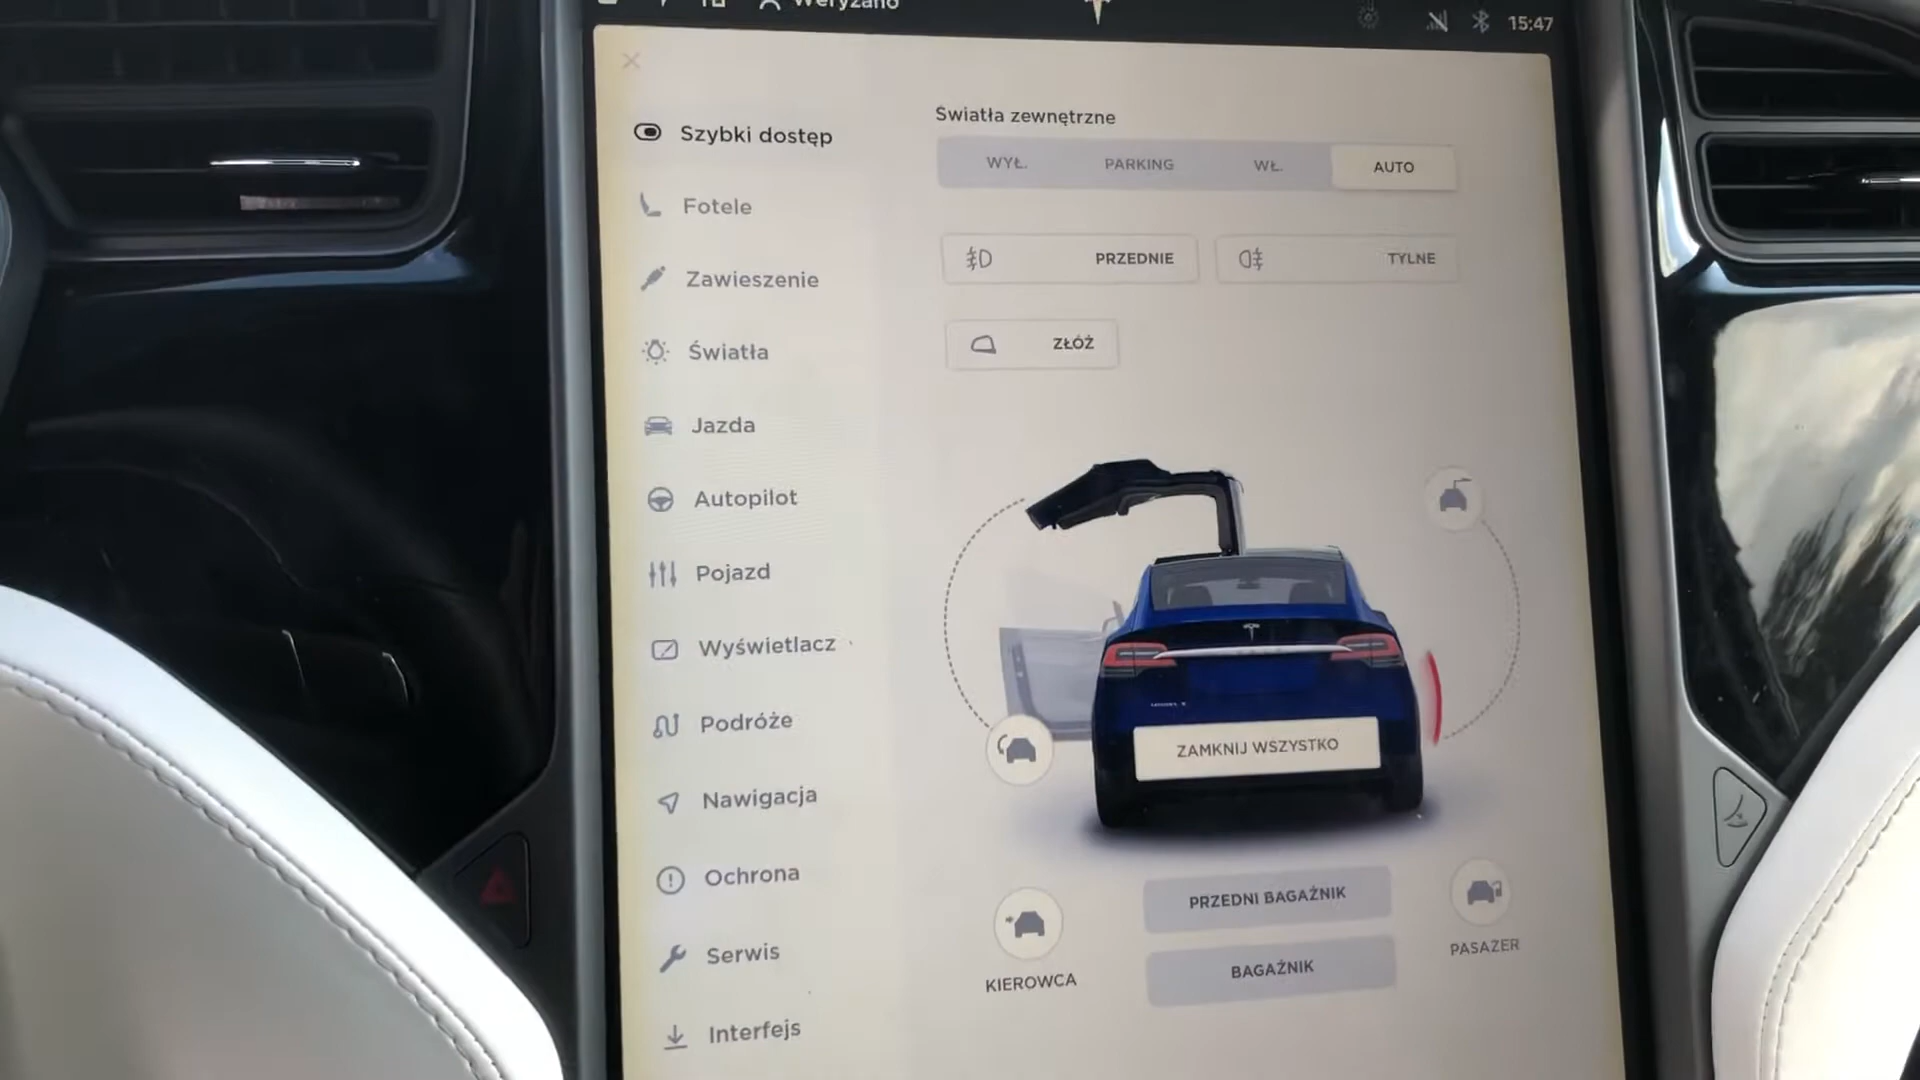 Weryzano
15:47
Szybki dostęp
Fotele
Zawieszenie
Światła
Jazda
Autopilot
Pojazd
Wyświetlacz
Podróże
Nawigacja
Ochrona
Serwis
Interfejs
Światła zewnętrzne
WYŁ. PARKING WŁ. AUTO
PRZEDNIE TYLNE
ZŁÓŻ
ZAMKNIJ WSZYSTKO
PRZEDNI BAGAŻNIK
BAGAŻNIK
KIEROWCA
PASAŻER